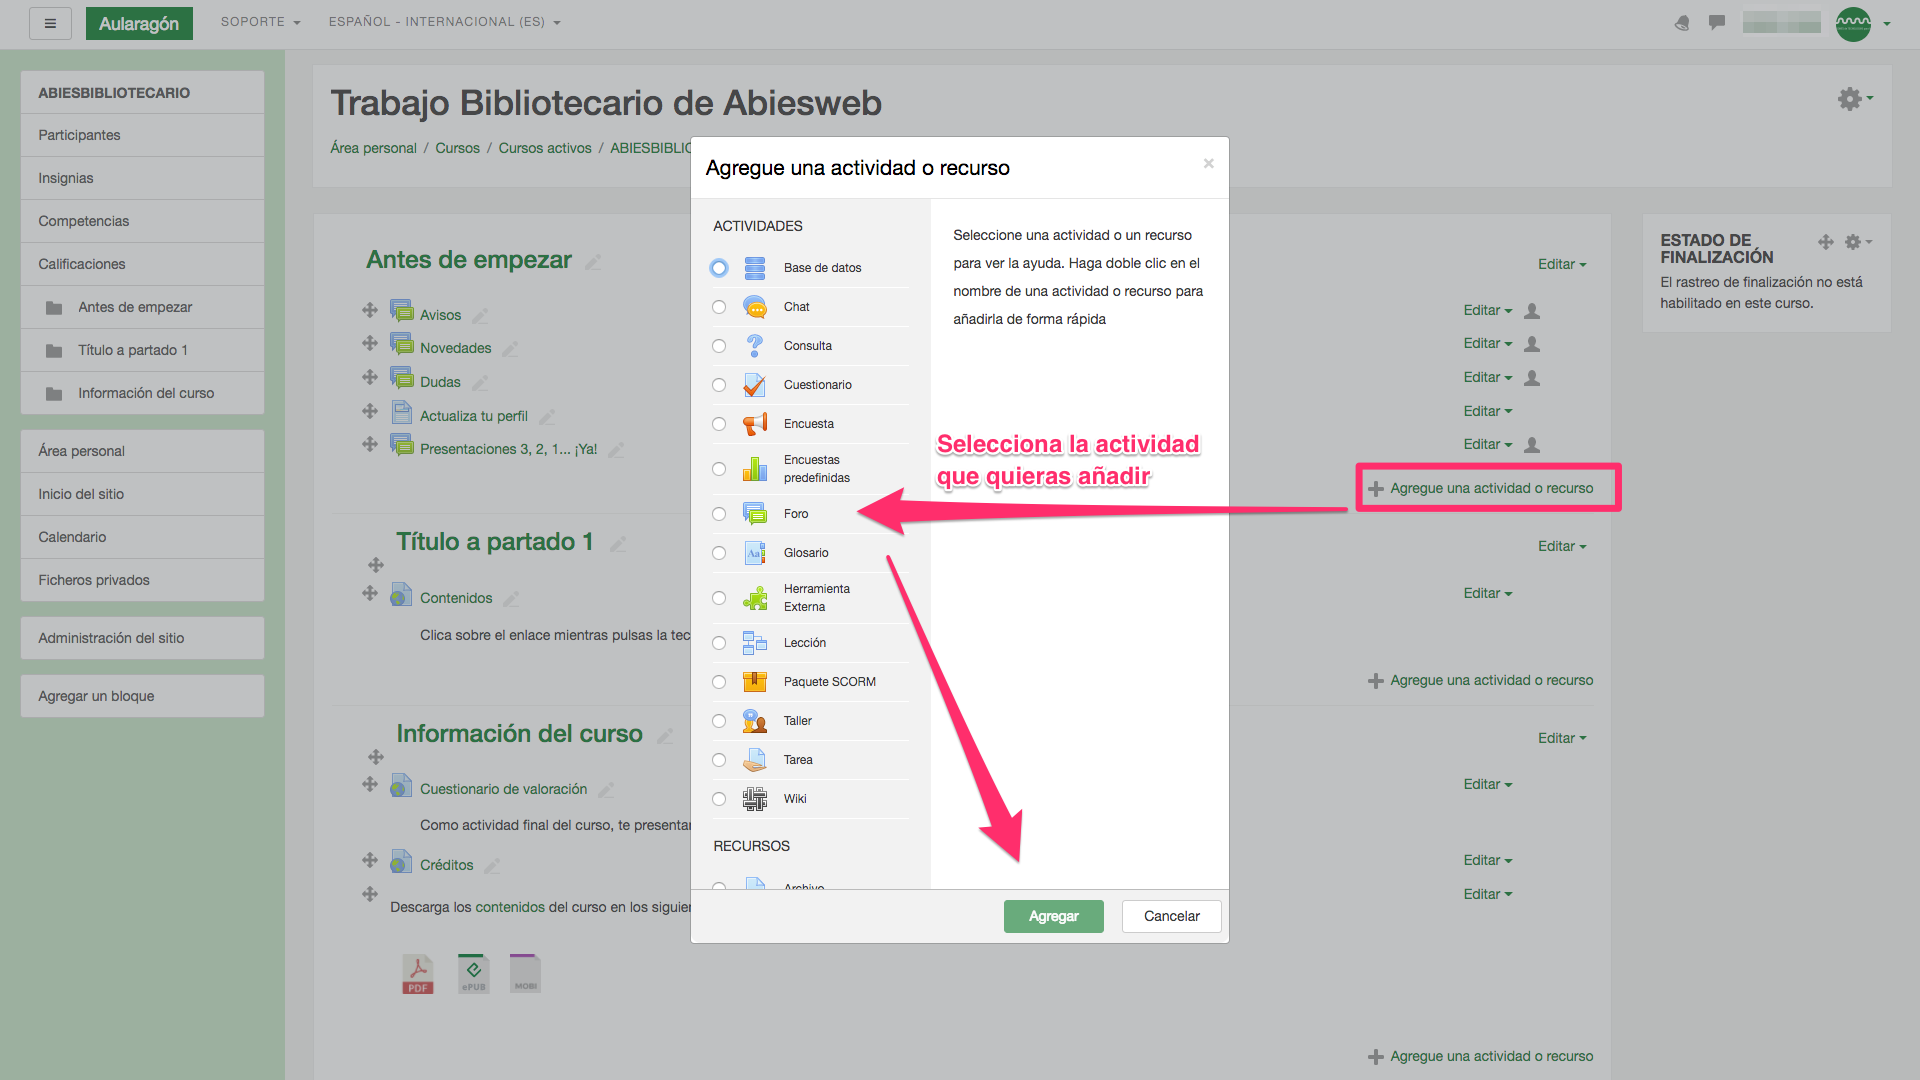 Aularagón
SOPORTE
ESPAÑOL - INTERNACIONAL (ES)
ABIESBIBLIOTECARIO
Participantes
Insignias
Competencias
Calificaciones
Antes de empezar
Título a partado 1
Información del curso
Área personal
Inicio del sitio
Calendario
Ficheros privados
Administración del sitio
Agregar un bloque
Trabajo Bibliotecario de Abiesweb
Área personal / Cursos / Cursos activos / ABIESBIBLIO
Antes de empezar
Editar
Avisos
Editar
Novedades
Editar
Dudas
Editar
Actualiza tu perfil
Editar
Presentaciones 3, 2, 1... ¡Ya!
Editar
Agregue una actividad o recurso
Título a partado 1
Editar
Contenidos
Editar
Clica sobre el enlace mientras pulsas la tec
Agregue una actividad o recurso
Información del curso
Editar
Cuestionario de valoración
Editar
Como actividad final del curso, te presentar
Créditos
Editar
Editar
Descarga los contenidos del curso en los siguien
PDF
ePUB
MOBI
Agregue una actividad o recurso
Agregue una actividad o recurso
×
ACTIVIDADES
Base de datos
Chat
Consulta
Cuestionario
Encuesta
Encuestas
predefinidas
Foro
Glosario
Herramienta
Externa
Lección
Paquete SCORM
Taller
Tarea
Wiki
RECURSOS
Archivo
Seleccione una actividad o un recurso
para ver la ayuda. Haga doble clic en el
nombre de una actividad o recurso para
añadirla de forma rápida
Selecciona la actividad
que quieras añadir
Agregar
Cancelar
ESTADO DE
FINALIZACIÓN
El rastreo de finalización no está
habilitado en este curso.